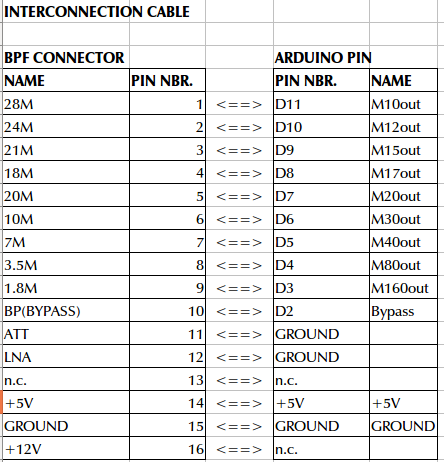 INTERCONNECTION CABLE
BPF CONNECTOR ARDUINO PIN
NAME PIN NBR. PIN NBR. NAME
28M 1 <==> D11 M10out
24M 2 <==> D10 M12out
21M 3 <==> D9 M15out
18M 4 <==> D8 M17out
20M 5 <==> D7 M20out
10M 6 <==> D6 M30out
7M 7 <==> D5 M40out
3.5M 8 <==> D4 M80out
1.8M 9 <==> D3 M160out
BP(BYPASS) 10 <==> D2 Bypass
ATT 11 <==> GROUND
LNA 12 <==> GROUND
n.c. 13 <==> n.c.
+5V 14 <==> +5V +5V
GROUND 15 <==> GROUND GROUND
+12V 16 <==> n.c.